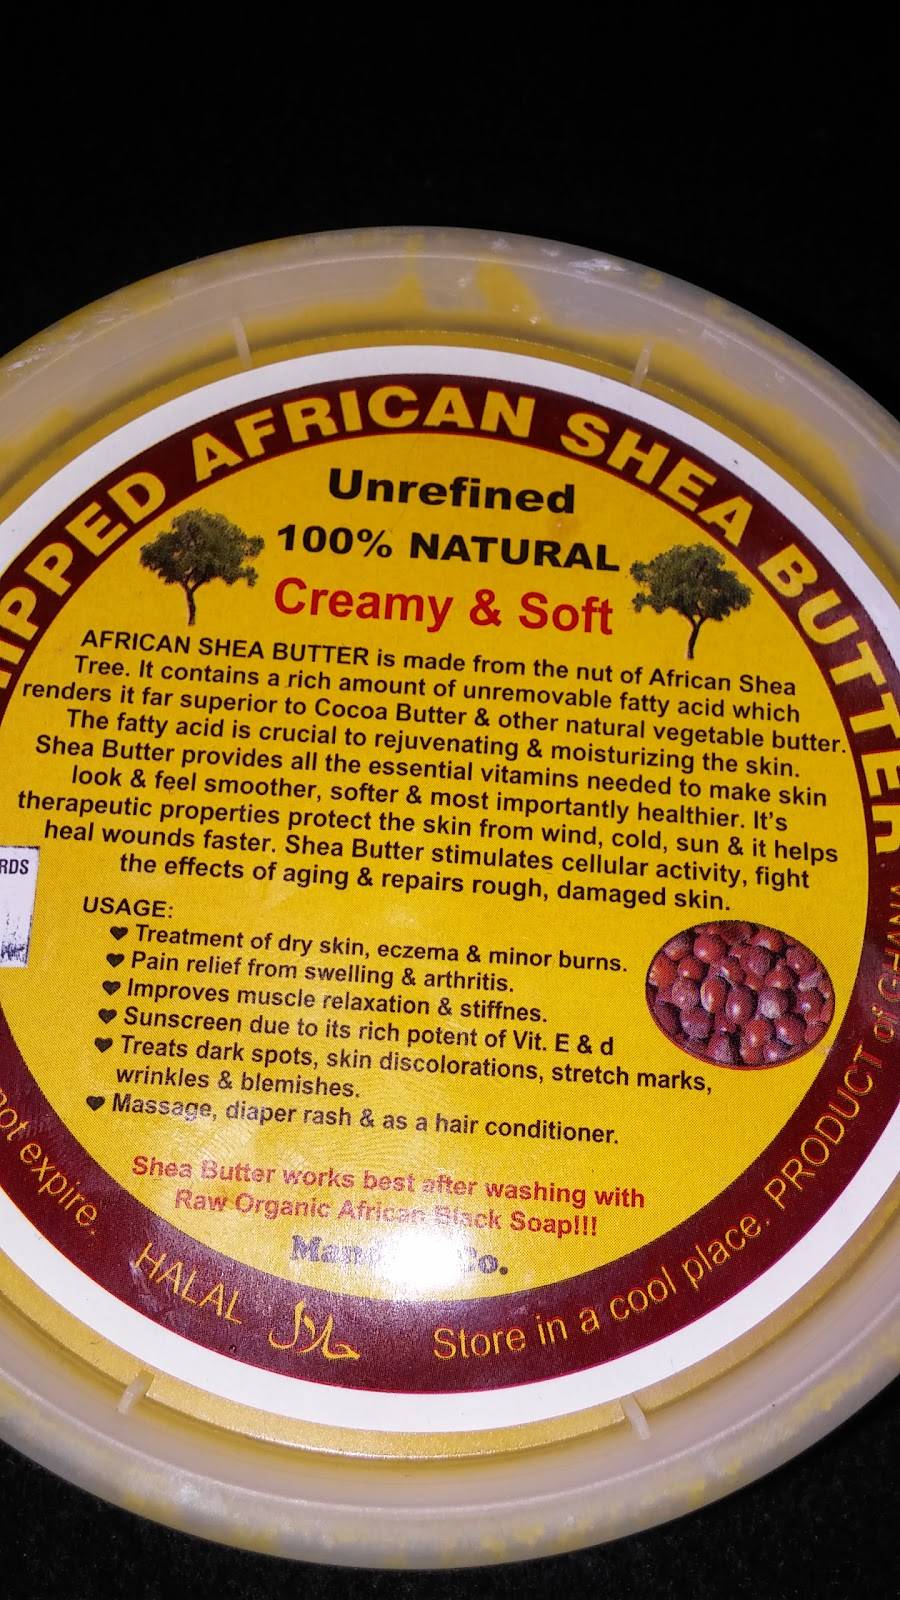 AFRICAN SHEA BUTTER
Unrefined
100% NATURAL
Creamy & Soft
AFRICAN SHEA BUTTER is made from the nut of African Shea
Tree. It contains a rich amount of unremovable fatty acid which
renders it far superior to Cocoa Butter & other natural vegetable butter.
The fatty acid is crucial to rejuvenating & moisturizing the skin.
Shea Butter provides all the essential vitamins needed to make skin
look & feel smoother, softer & most importantly healthier. It's
therapeutic properties protect the skin from wind, cold, sun & it helps
heal wounds faster. Shea Butter stimulates cellular activity, fight
the effects of aging & repairs rough, damaged skin.
USAGE:
Treatment of dry skin, eczema & minor burns.
Pain relief from swelling & arthritis.
Improves muscle relaxation & stiffnes.
Sunscreen due to its rich potent of Vit. E & d
Treats dark spots, skin discolorations, stretch marks,
wrinkles & blemishes.
Massage, diaper rash & as a hair conditioner.
Shea Butter works best after washing with
Raw Organic African Black Soap!!!
Co.
not expire.
HALAL حلال
Store in a cool place. PRODUCT of GHANA